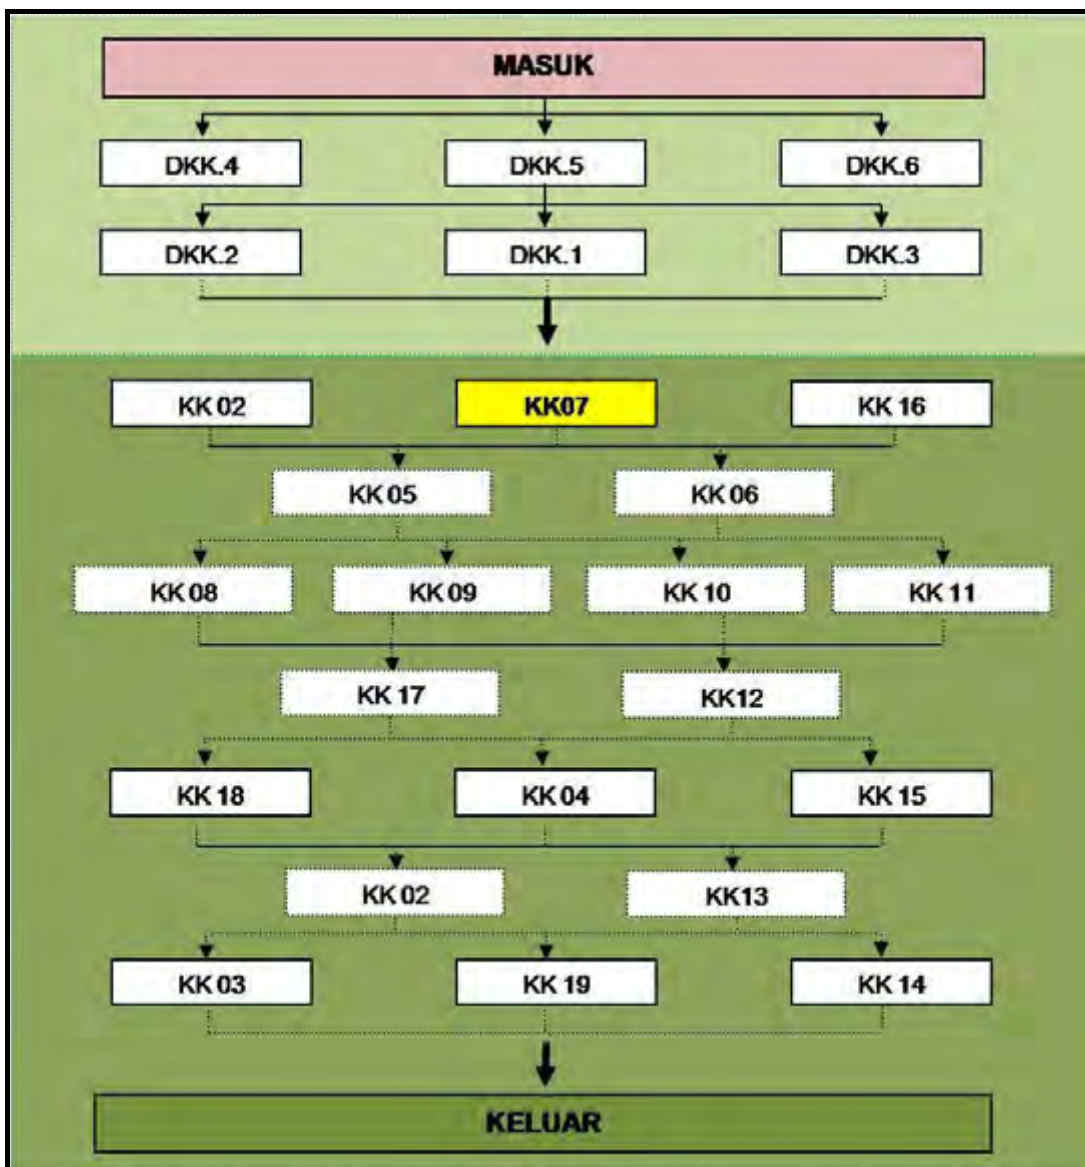 MASUK
DKK.4 DKK.5 DKK.6
DKK.2 DKK.1 DKK.3
KK 02 KK07 KK 16
KK 05 KK 06
KK 08 KK 09 KK 10 KK 11
KK 17 KK12
KK 18 KK 04 KK 15
KK 02 KK13
KK 03 KK 19 KK 14
KELUAR